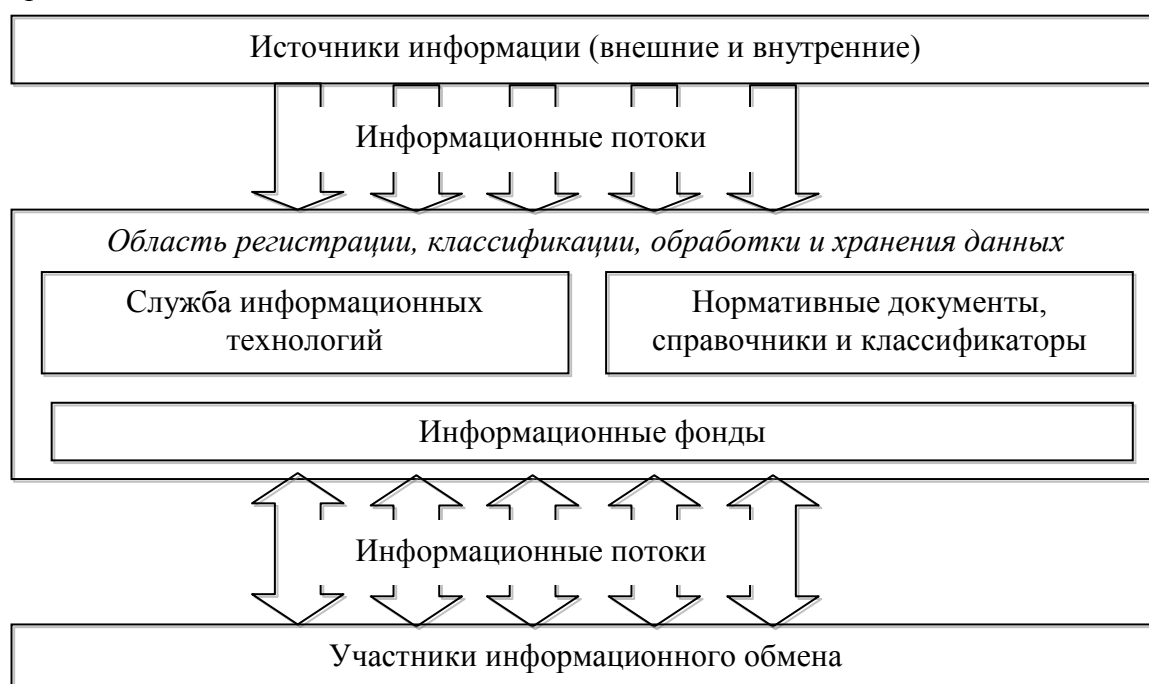 Источники информации (внешние и внутренние)
Информационные потоки
Область регистрации, классификации, обработки и хранения данных
Служба информационных
технологий
Нормативные документы,
справочники и классификаторы
Информационные фонды
Информационные потоки
Участники информационного обмена